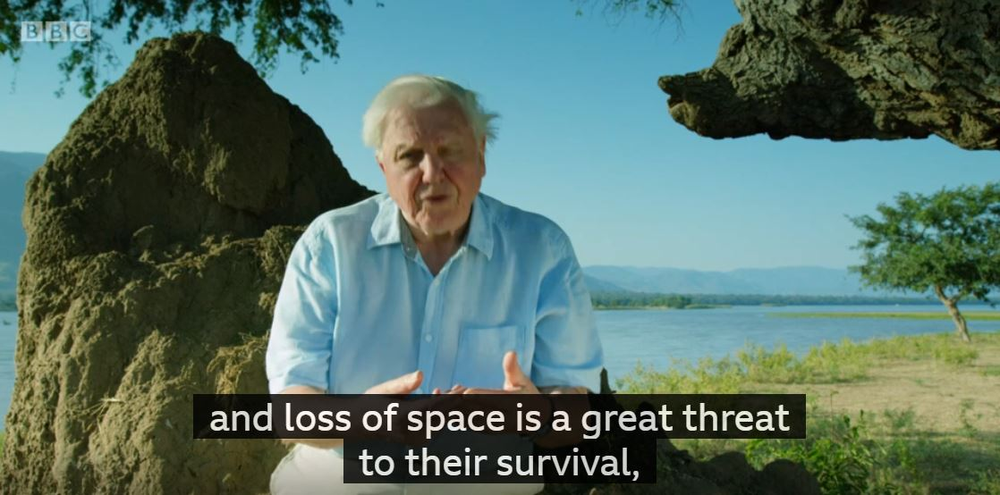 BBC
and loss of space is a great threat
to their survival,